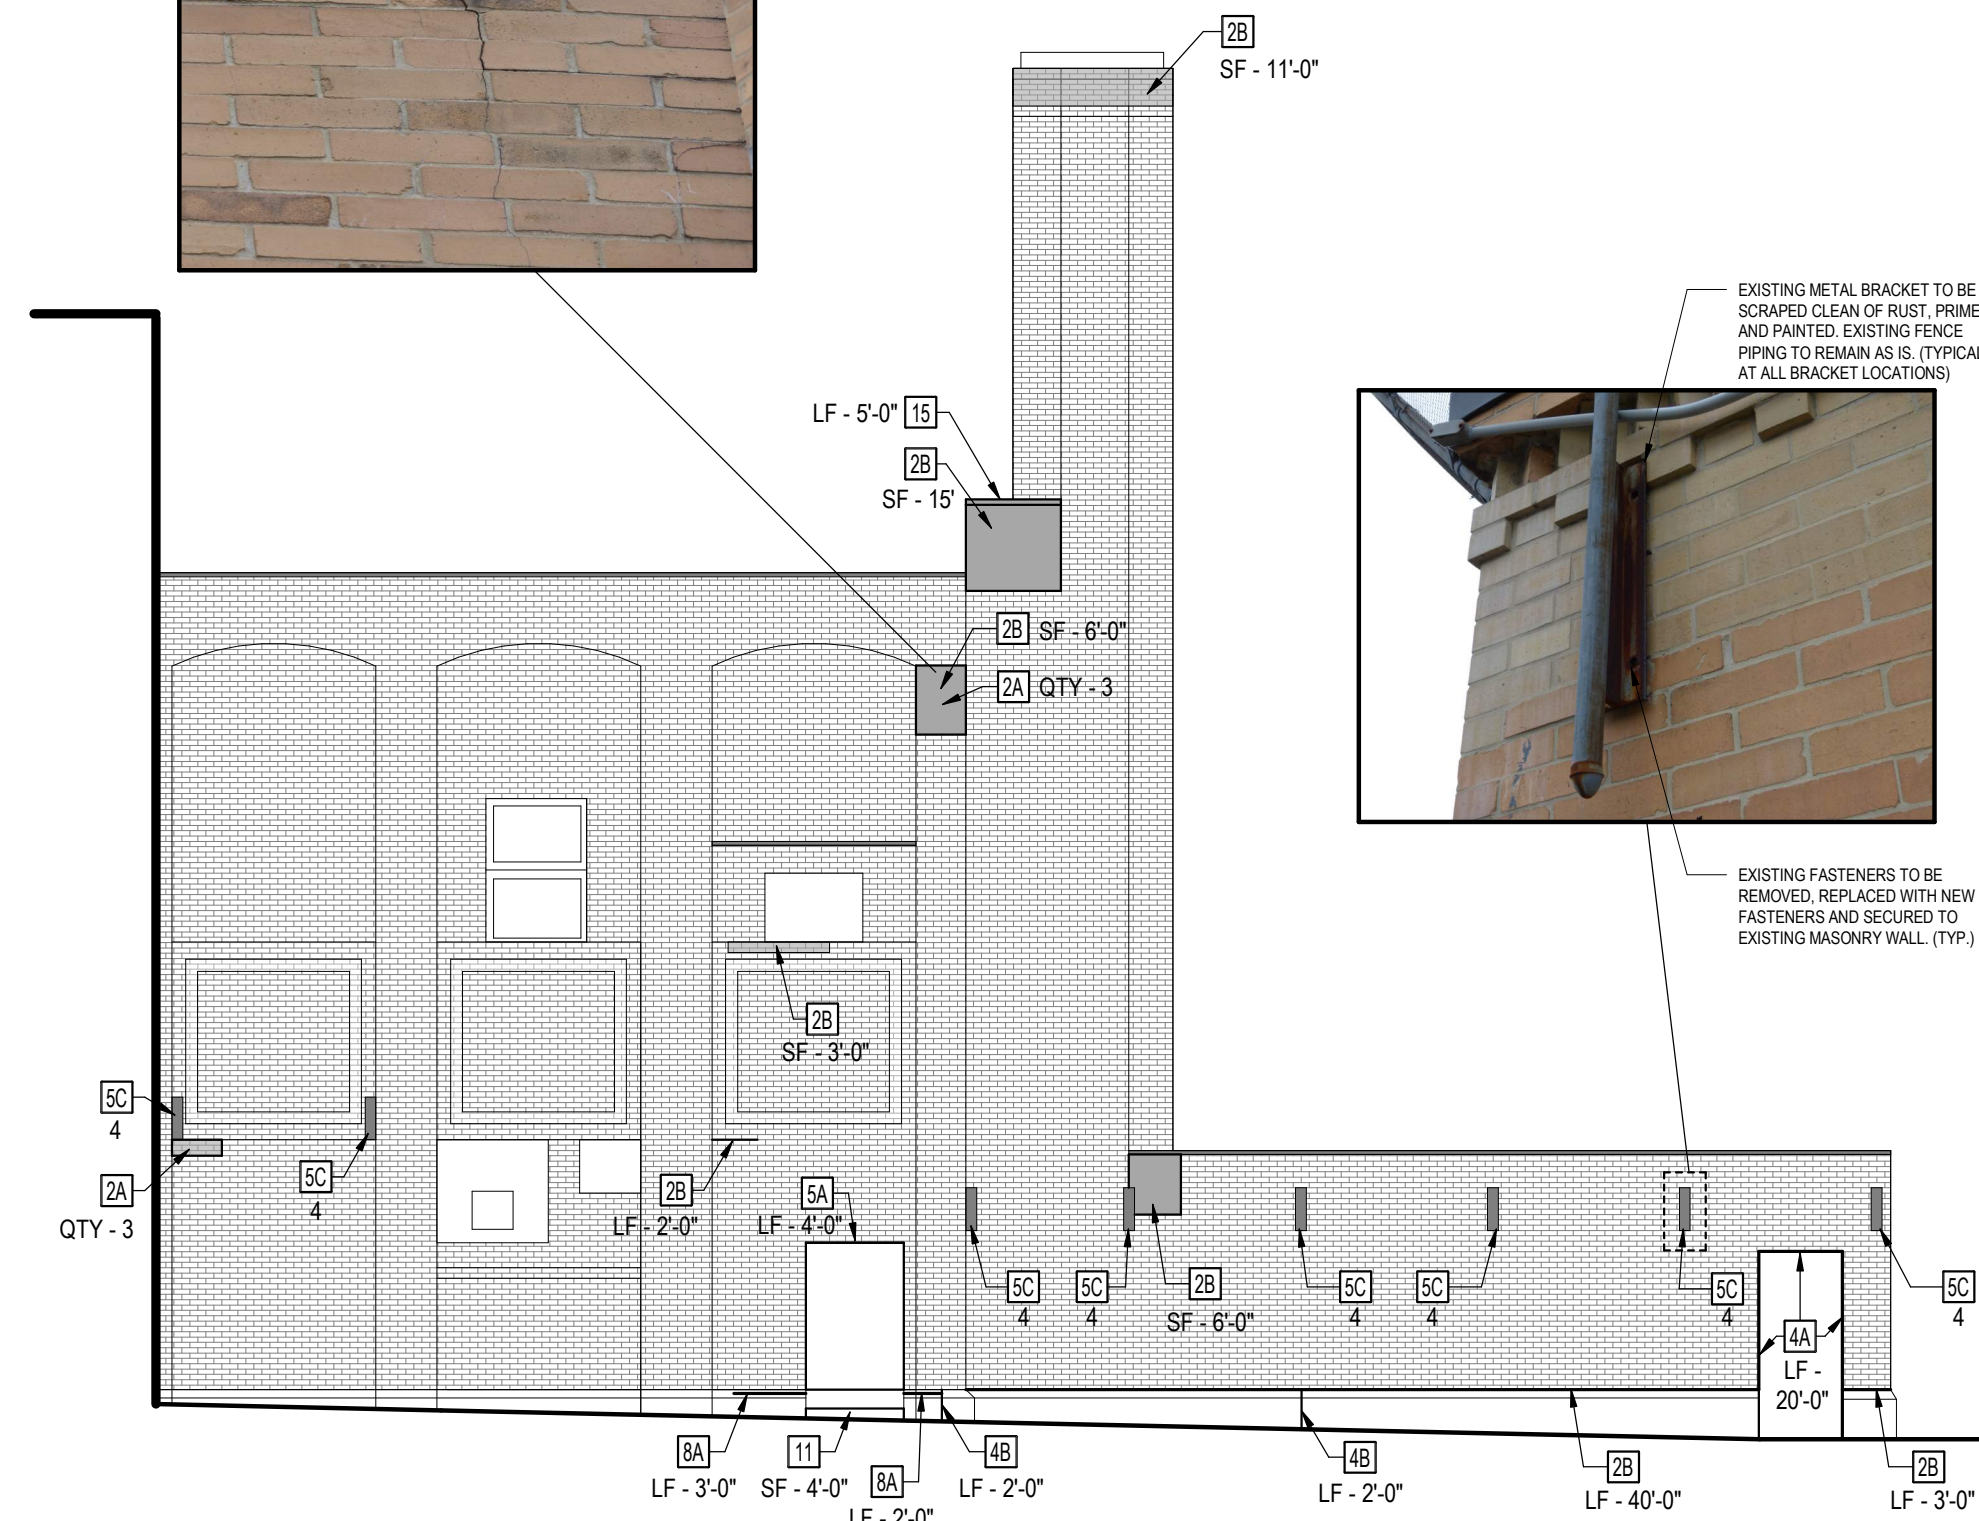 2B
SF - 11'-0"
EXISTING METAL BRACKET TO BE
SCRAPED CLEAN OF RUST, PRIME
AND PAINTED. EXISTING FENCE
PIPING TO REMAIN AS IS. (TYPICAL
AT ALL BRACKET LOCATIONS)
LF - 5'-0" 15
2B
SF - 15'
2B SF - 6'-0"
2A QTY - 3
EXISTING FASTENERS TO BE
REMOVED, REPLACED WITH NEW
FASTENERS AND SECURED TO
EXISTING MASONRY WALL. (TYP.)
2B
SF - 3'-0"
5C
4
5C
4
2A
QTY - 3
2B
LF - 2'-0"
5A
LF - 4'-0"
5C
4
5C
4
2B
SF - 6'-0"
5C
4
5C
4
5C
4
5C
4
4A
LF -
20'-0"
8A
LF - 3'-0"
11
SF - 4'-0"
8A
LF - 2'-0"
4B
LF - 2'-0"
4B
LF - 2'-0"
2B
LF - 40'-0"
2B
LF - 3'-0"